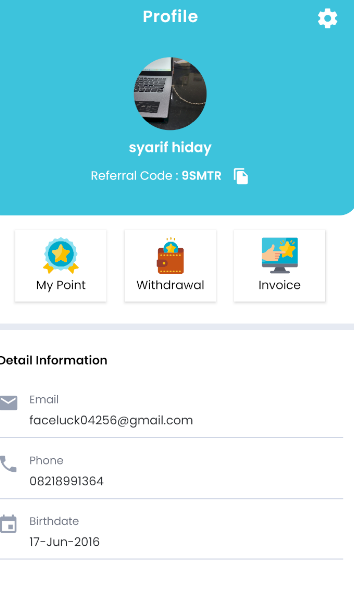 Profile
syarif hiday
Referral Code : 9SMTR
My Point
Withdrawal
Invoice
Detail Information
Email
faceluck04256@gmail.com
Phone
08218991364
Birthdate
17-Jun-2016